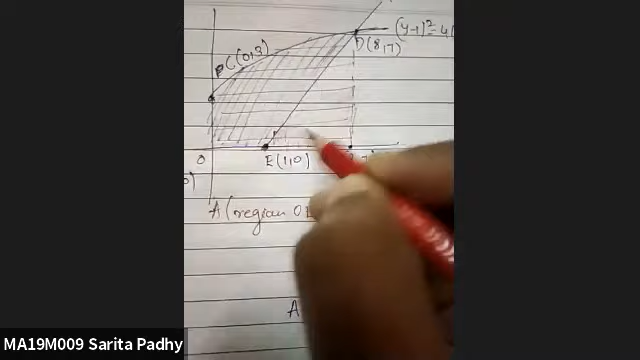 C(0,3)
(y-1)²=4(
D(8,7)
O
E(1,0)
0)
A(region O
A
MA19M009 Sarita Padhy